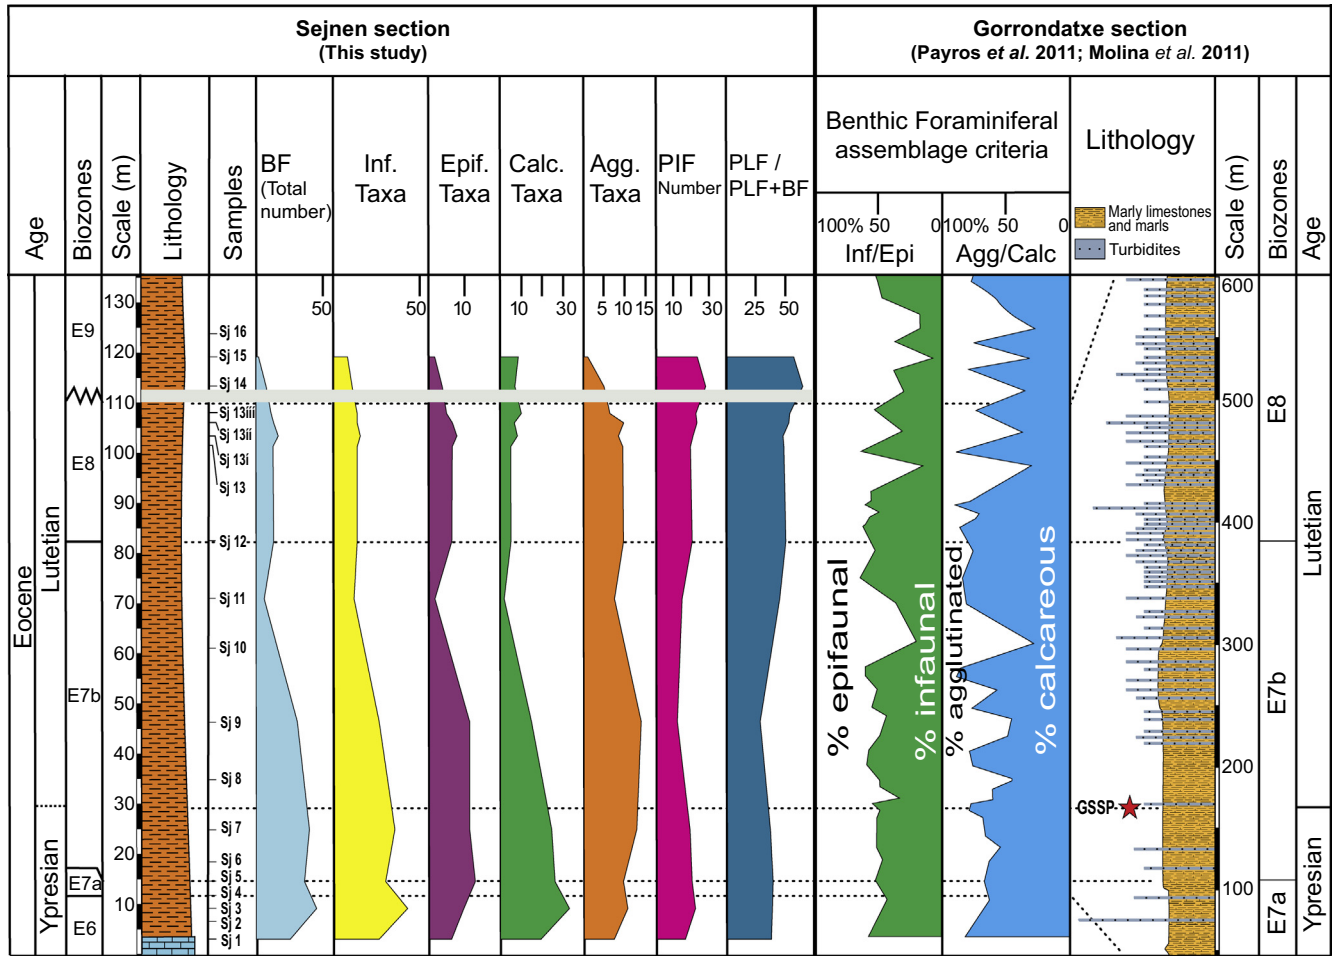 Sejnen section
(This study)
Gorrondatxe section
(Payros et al. 2011; Molina et al. 2011)
Age
Biozones
Scale (m)
Lithology
Samples
BF
(Total
number)
50
Inf.
Taxa
50
Epif.
Taxa
10
Calc.
Taxa
10 30
Agg.
Taxa
5 10 15
PIF
Number
10 30
PLF /
PLF+BF
25 50
Benthic Foraminiferal
assemblage criteria
100% 50 0
Inf/Epi
100% 50 0
Agg/Calc
Lithology
Marly limestones
and marls
Turbidites
Scale (m)
Biozones
Age
Eocene
Lutetian
Ypresian
E9
E8
E7b
E7a
E6
130
120
110
100
90
80
70
60
50
40
30
20
10
Sj 16
Sj 15
Sj 14
Sj 13iii
Sj 13ii
Sj 13i
Sj 13
Sj 12
Sj 11
Sj 10
Sj 9
Sj 8
Sj 7
Sj 6
Sj 5
Sj 4
Sj 3
Sj 2
Sj 1
% epifaunal
% infaunal
% agglutinated
% calcareous
GSSP
600
500
400
300
200
100
E8
E7b
E7a
Lutetian
Ypresian